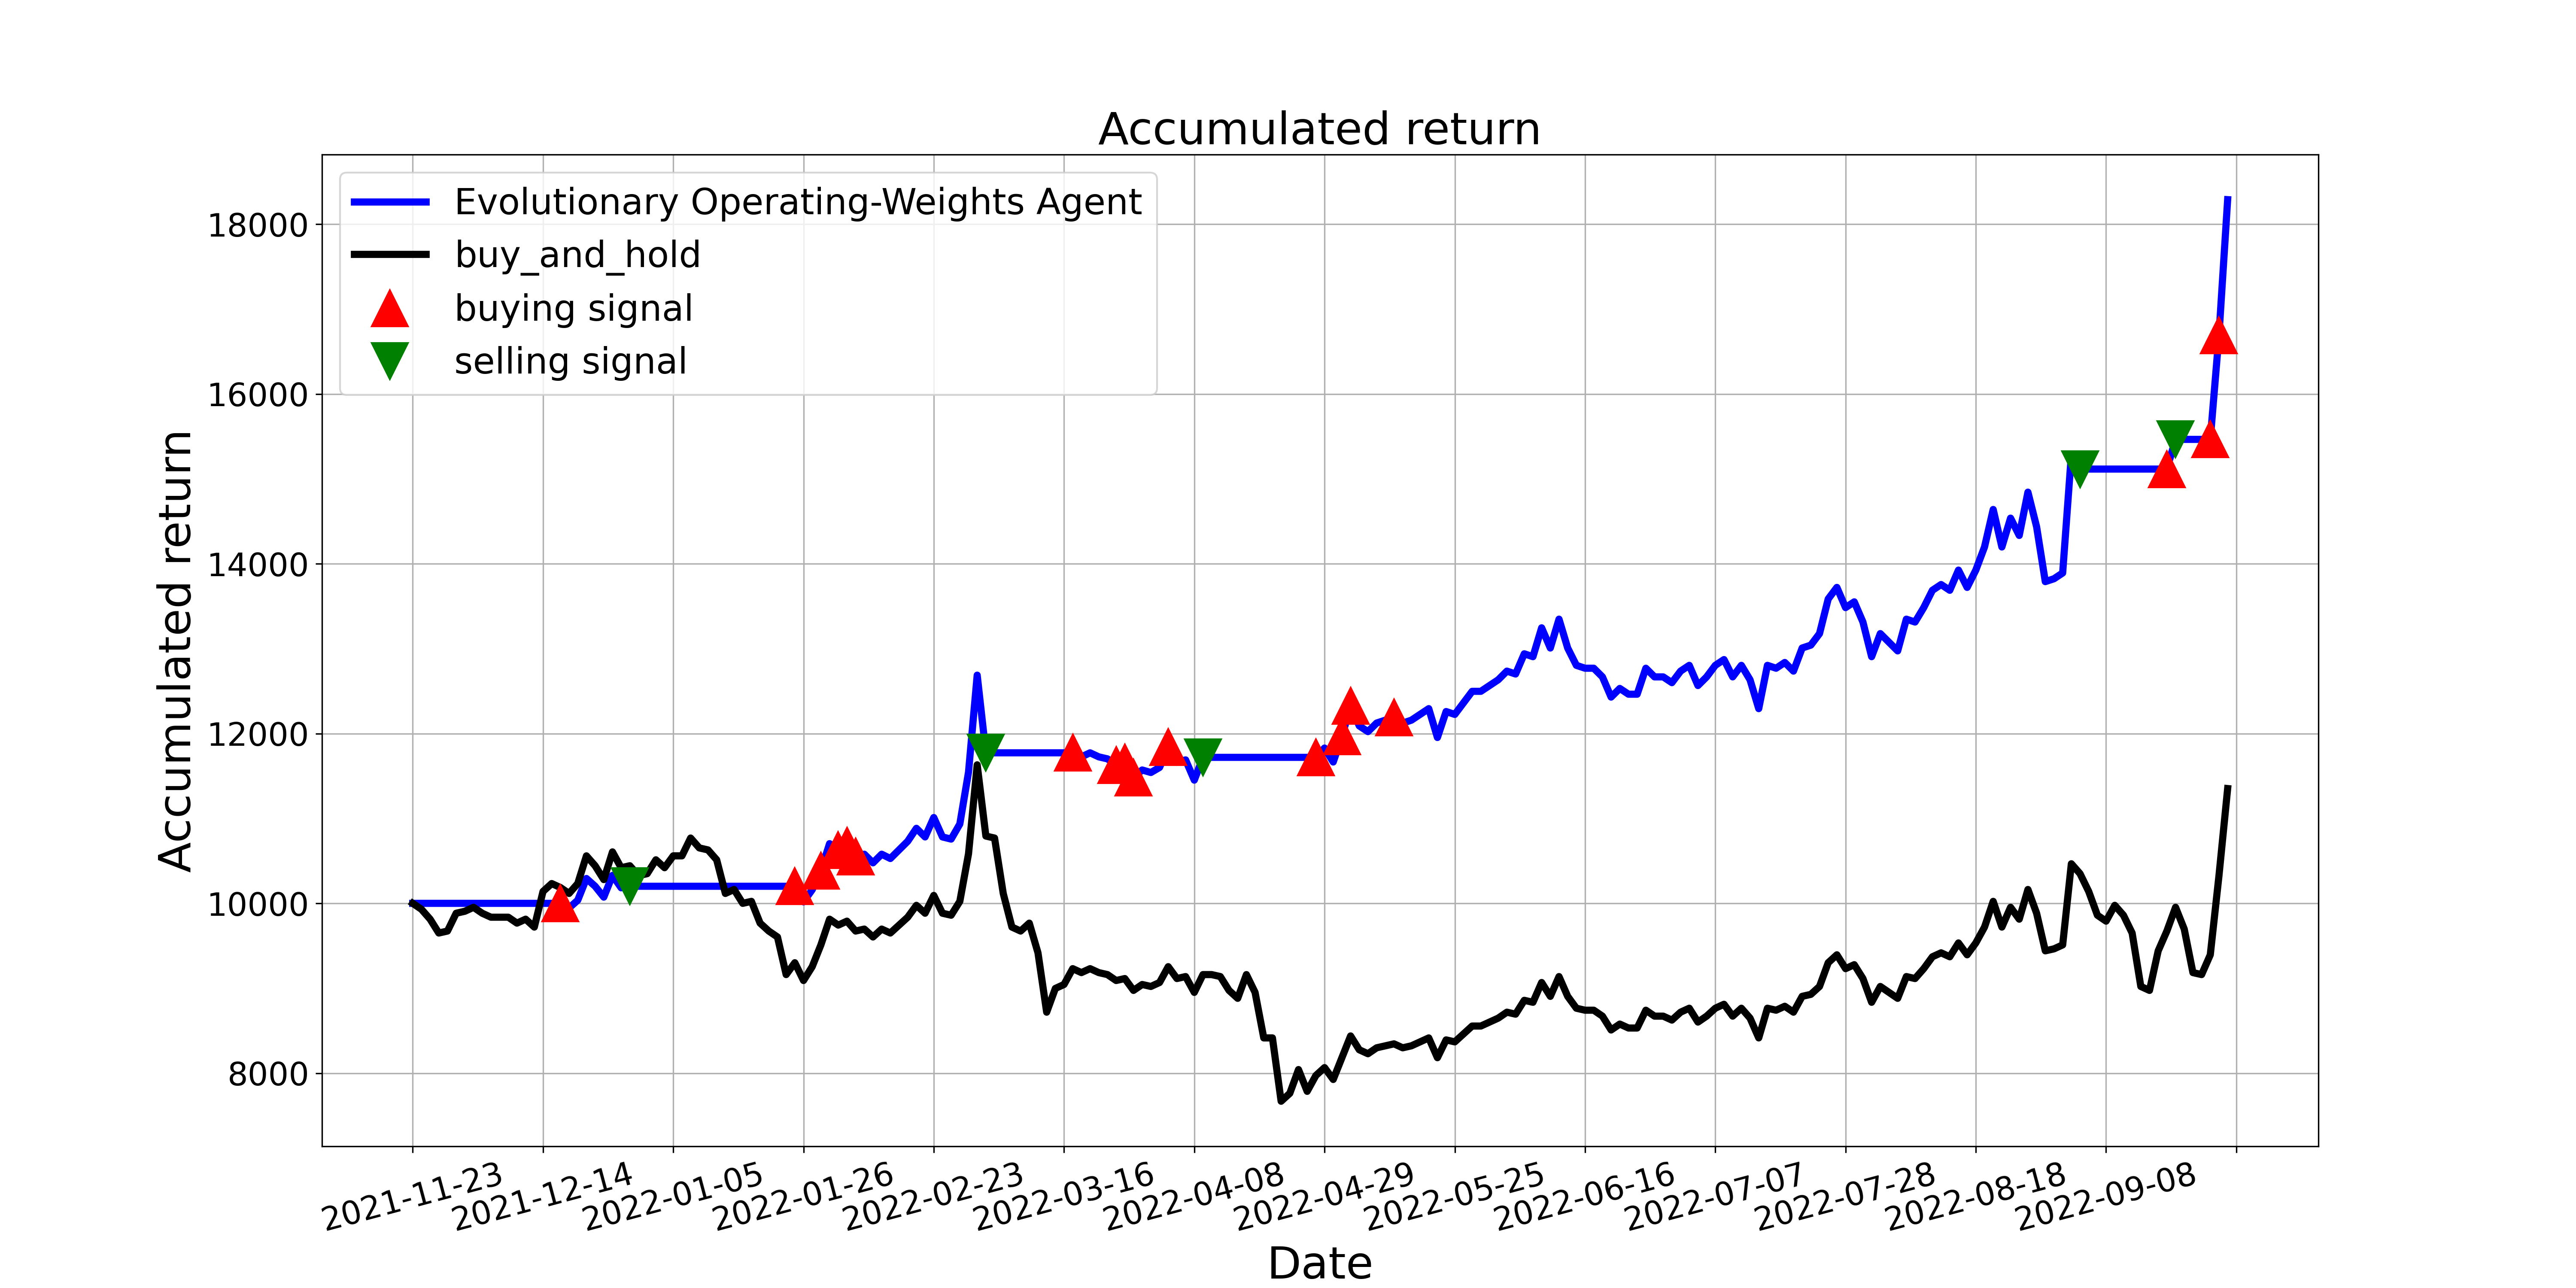 Accumulated return
Evolutionary Operating-Weights Agent
buy_and_hold
buying signal
selling signal
Accumulated return
18000
16000
14000
12000
10000
8000
2021-11-23
2021-12-14
2022-01-05
2022-01-26
2022-02-23
2022-03-16
2022-04-08
2022-04-29
2022-05-25
2022-06-16
2022-07-07
2022-07-28
2022-08-18
2022-09-08
Date